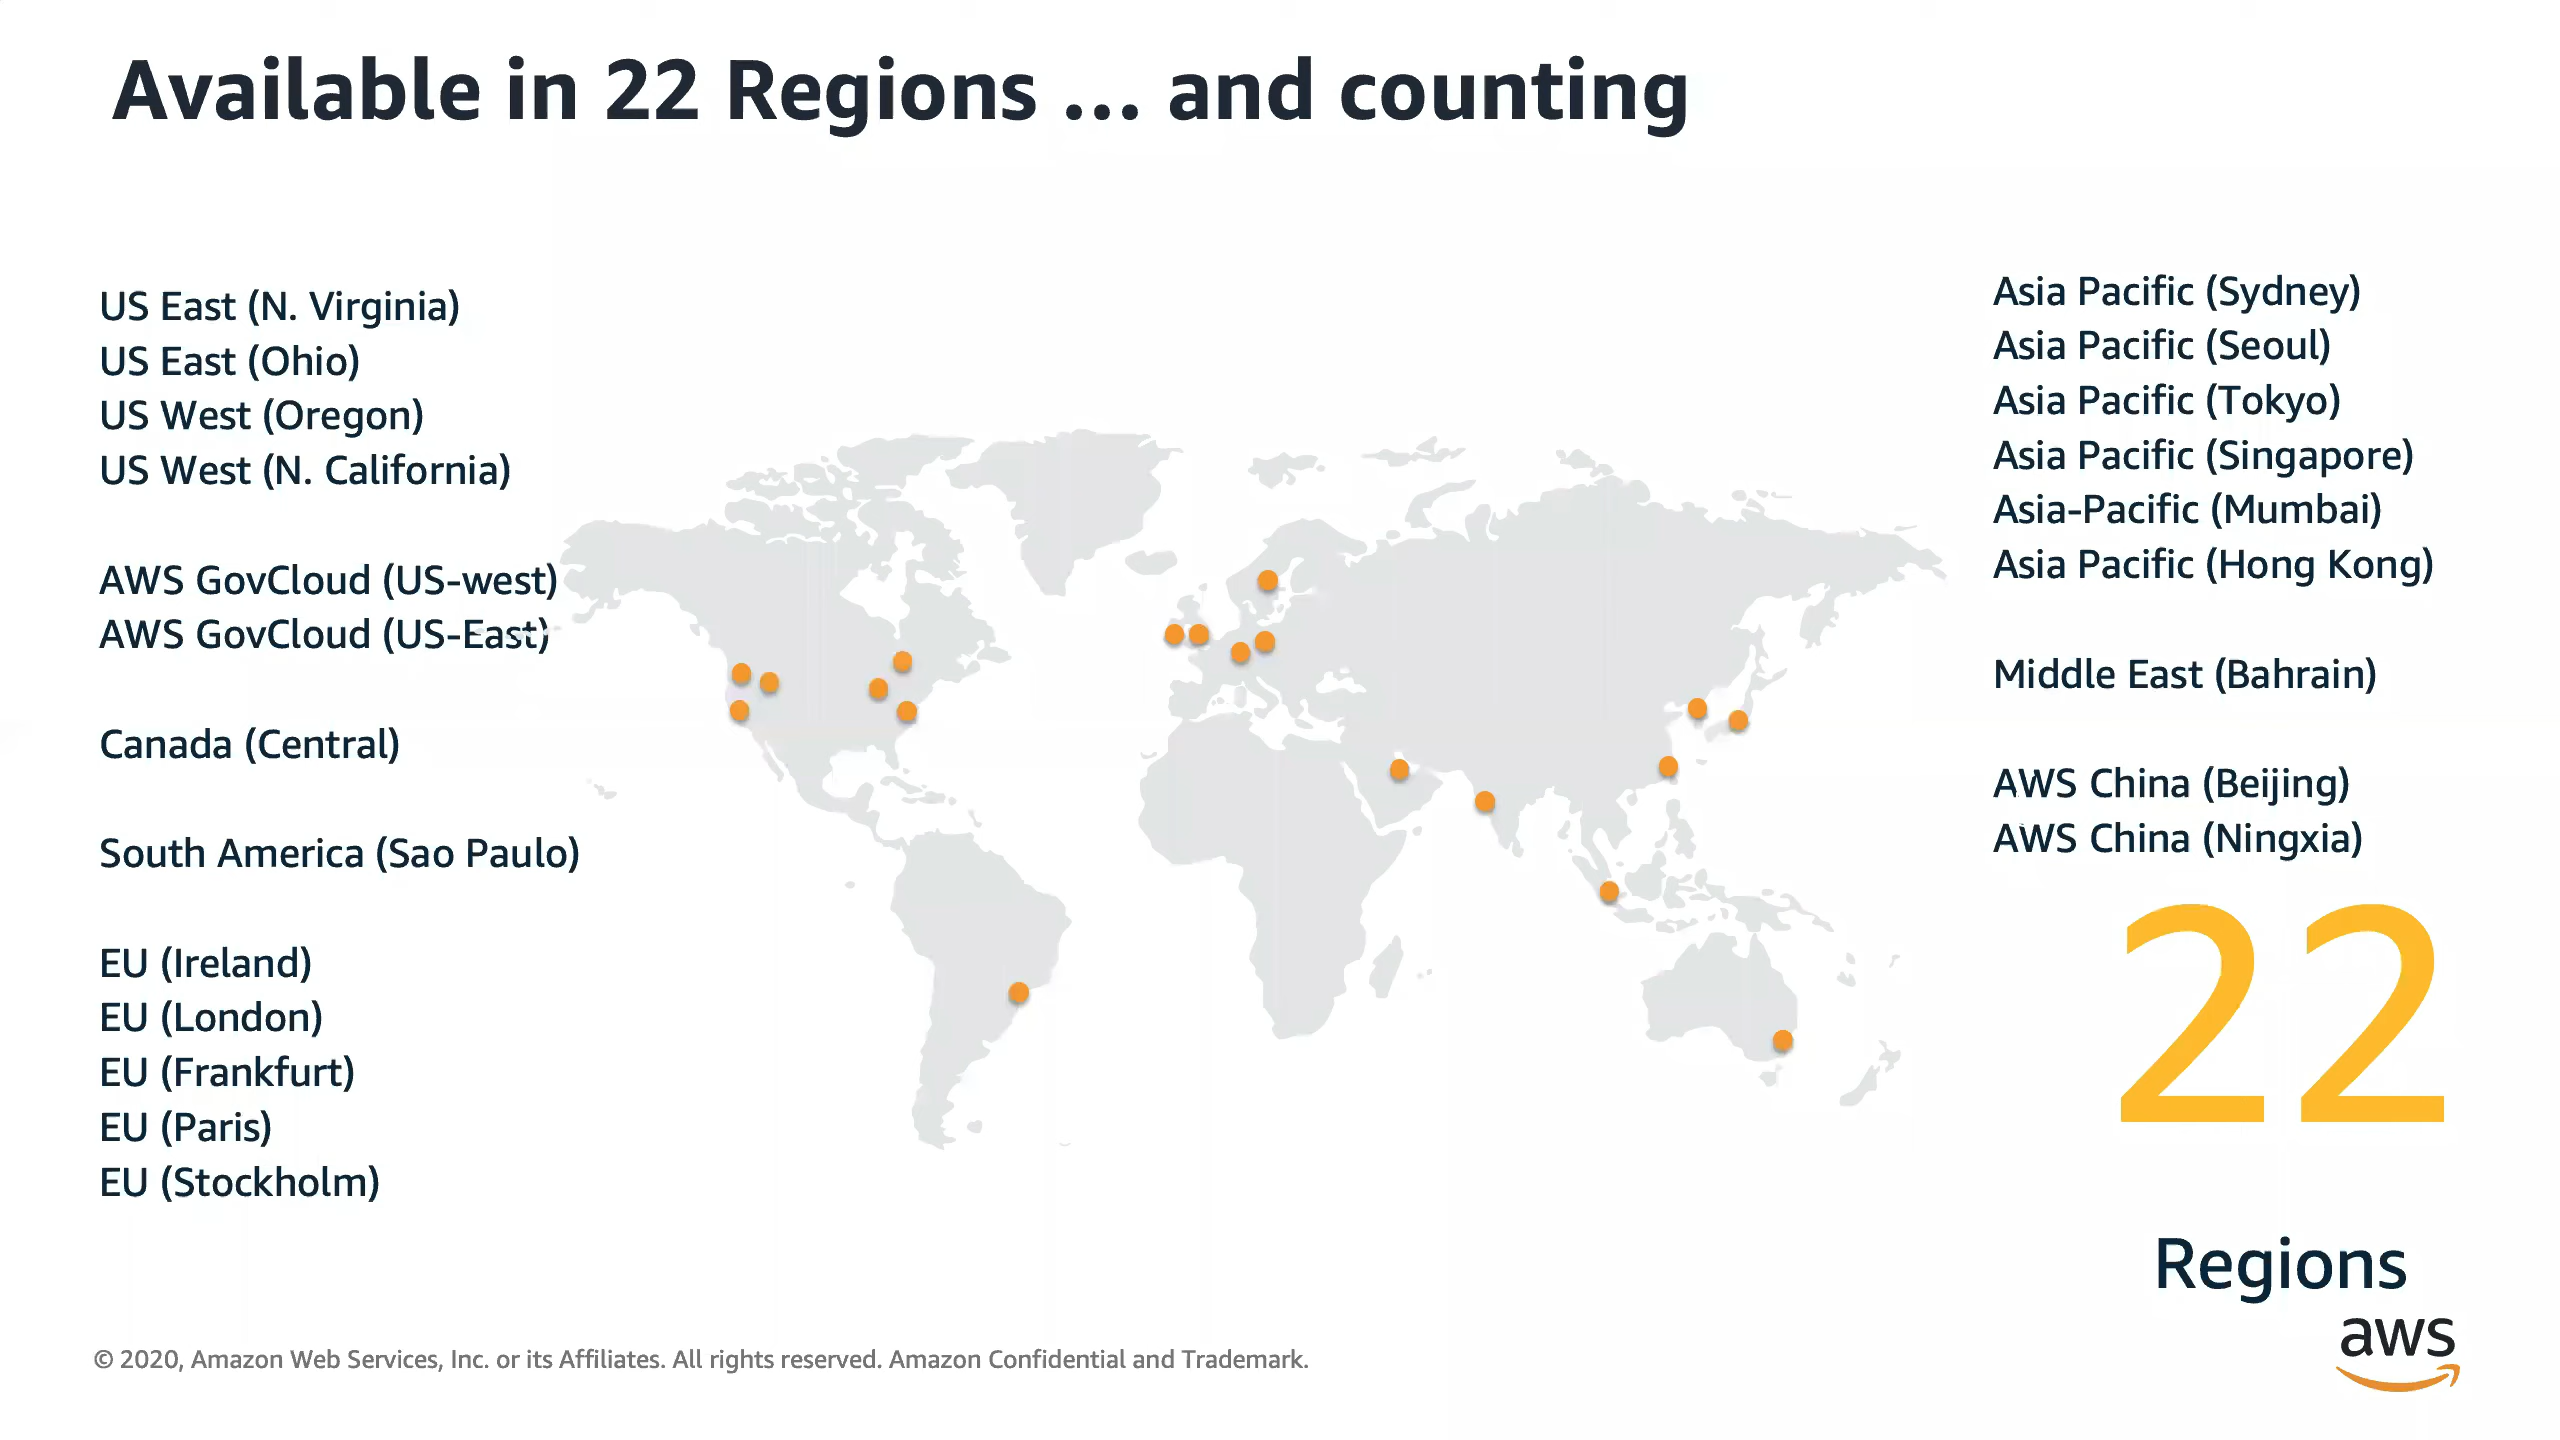 Available in 22 Regions ... and counting
US East (N. Virginia)
US East (Ohio)
US West (Oregon)
US West (N. California)
AWS GovCloud (US-west)
AWS GovCloud (US-East)
Canada (Central)
South America (Sao Paulo)
EU (Ireland)
EU (London)
EU (Frankfurt)
EU (Paris)
EU (Stockholm)
Asia Pacific (Sydney)
Asia Pacific (Seoul)
Asia Pacific (Tokyo)
Asia Pacific (Singapore)
Asia-Pacific (Mumbai)
Asia Pacific (Hong Kong)
Middle East (Bahrain)
AWS China (Beijing)
AWS China (Ningxia)
22
Regions
© 2020, Amazon Web Services, Inc. or its Affiliates. All rights reserved. Amazon Confidential and Trademark.
aws